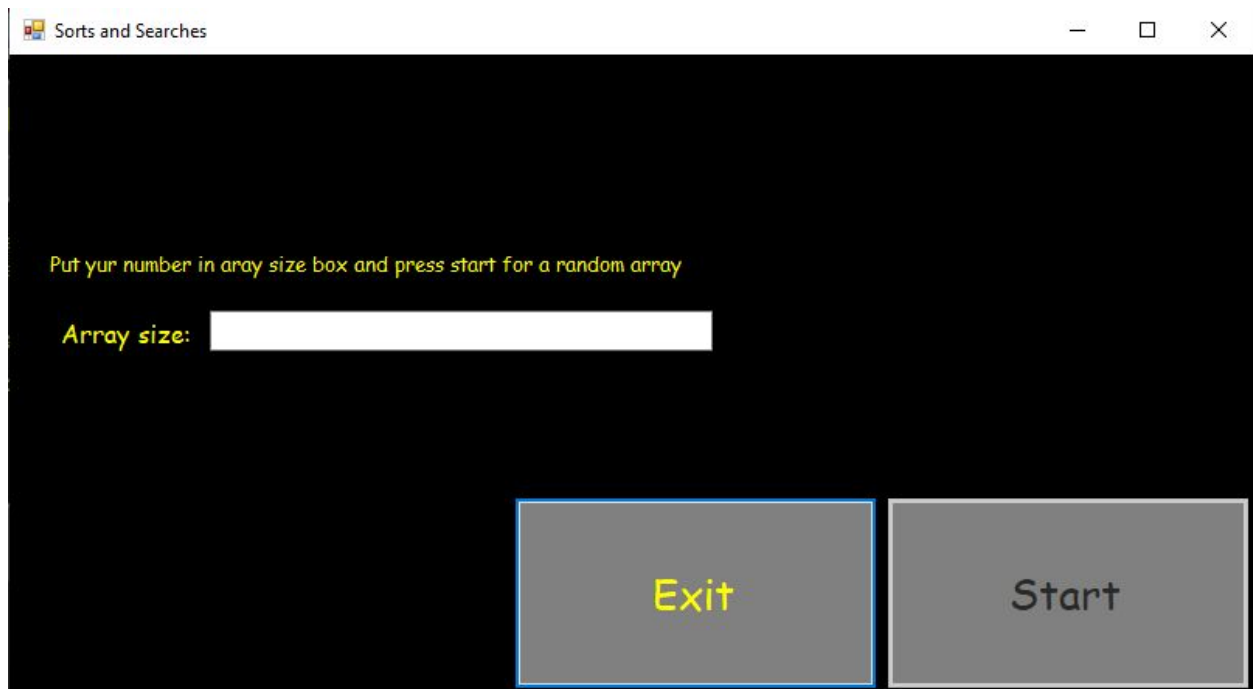 Sorts and Searches
Put yur number in aray size box and press start for a random array
Array size:
Exit
Start